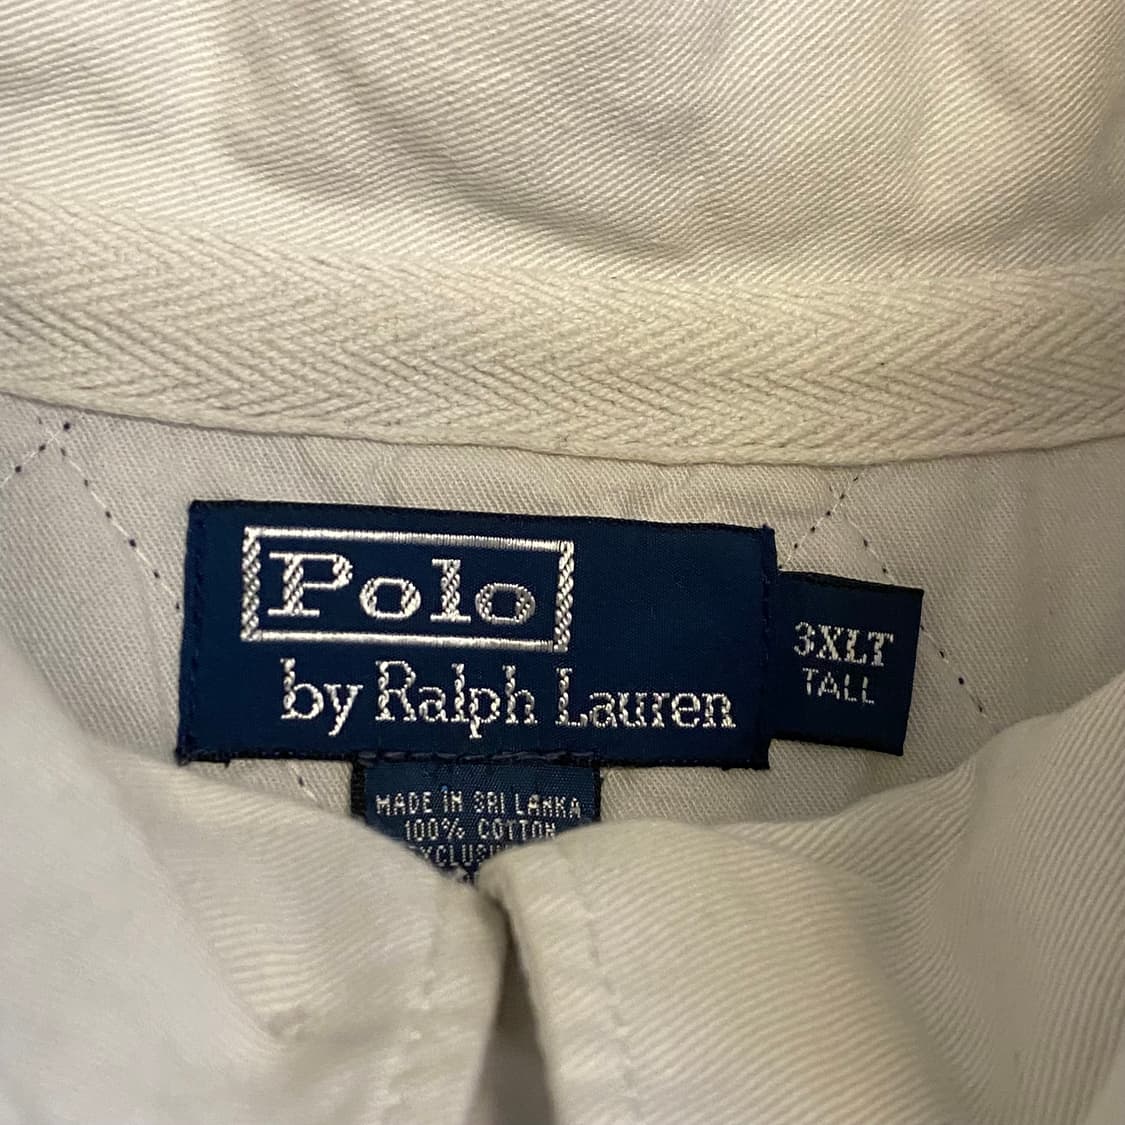 Polo
by Ralph Lauren
3XLT
TALL
MADE IN SRI LANKA
100% COTTON